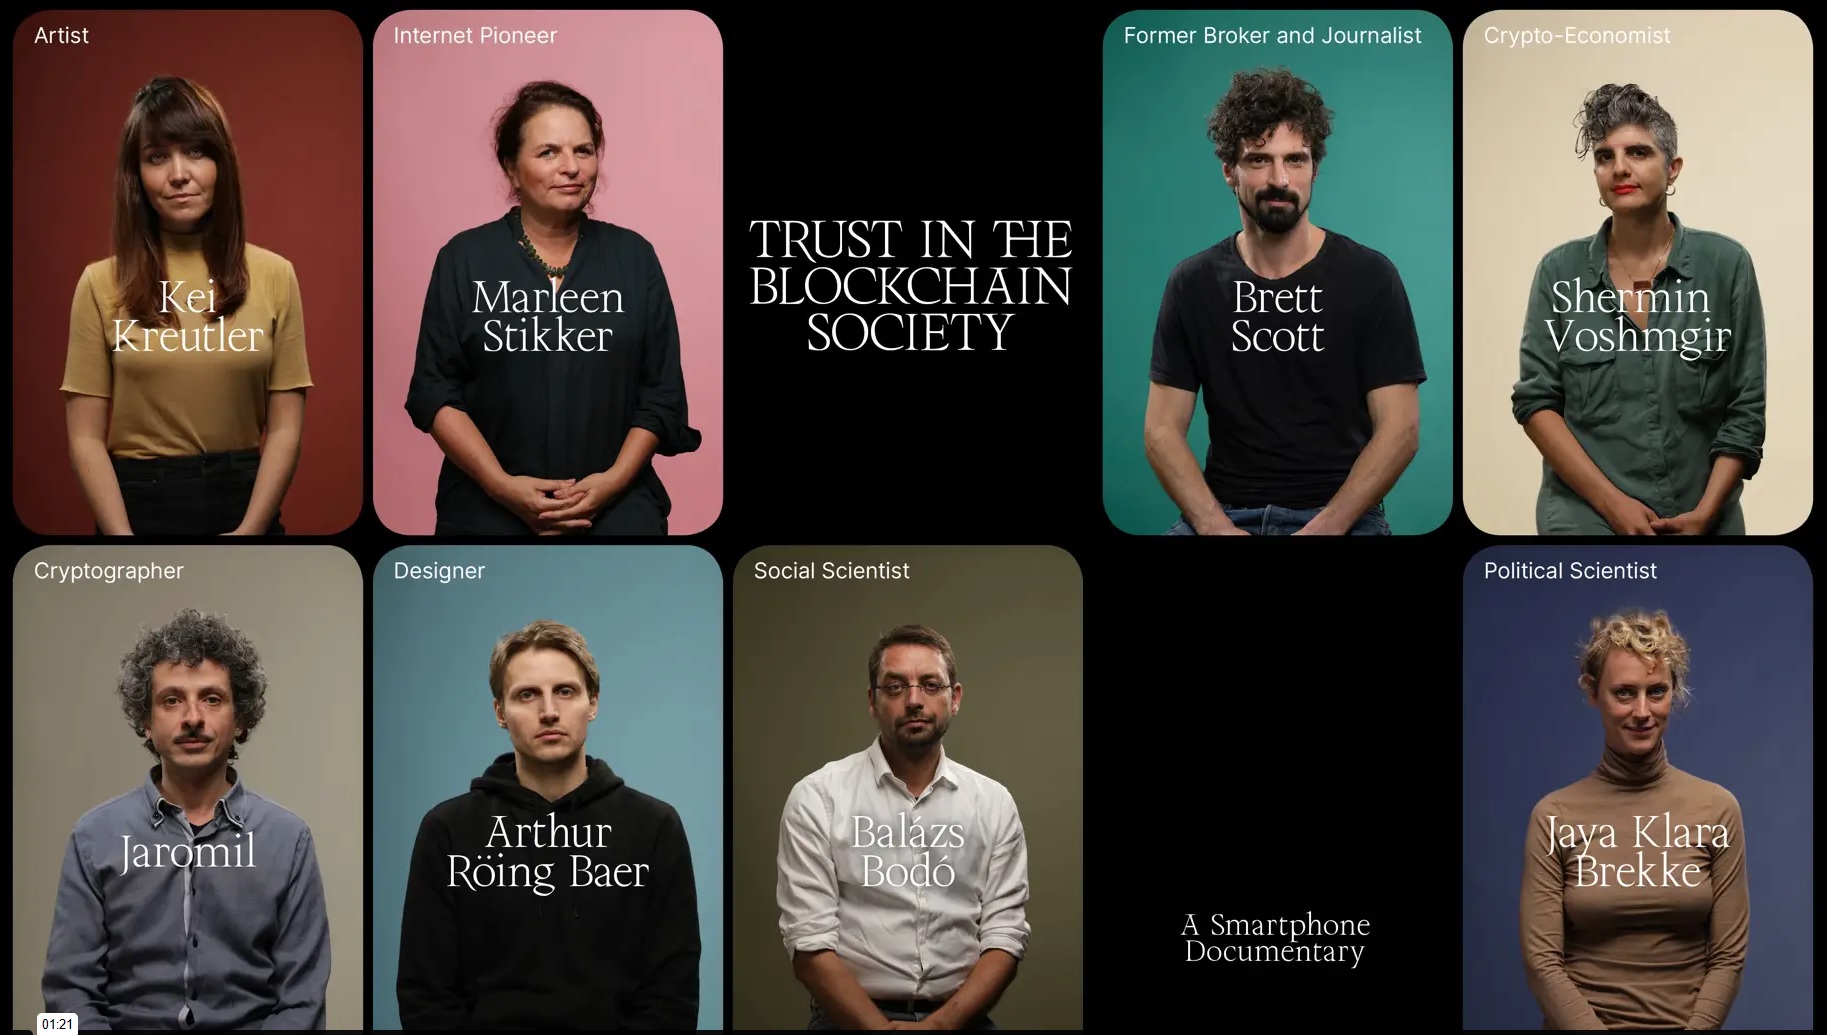 Artist
Kei
Kreutler
Internet Pioneer
Marleen
Stikker
TRUST IN THE
BLOCKCHAIN
SOCIETY
Former Broker and Journalist
Brett
Scott
Crypto-Economist
Shermin
Voshmgir
Cryptographer
Jaromil
Designer
Arthur
Röing Baer
Social Scientist
Balázs
Bodó
A Smartphone
Documentary
Political Scientist
Jaya Klara
Brekke
01:21